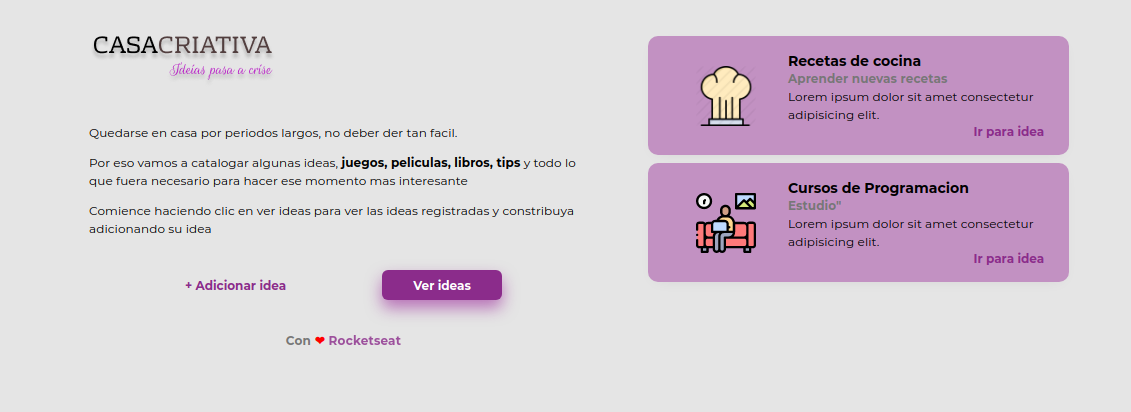 CASACRIATIVA
Ideias pasa a crise
Quedarse en casa por periodos largos, no deber der tan facil.
Por eso vamos a catalogar algunas ideas, juegos, peliculas, libros, tips y todo lo
que fuera necesario para hacer ese momento mas interesante
Comience haciendo clic en ver ideas para ver las ideas registradas y constribuya
adicionando su idea
+ Adicionar idea
Ver ideas
Con ❤ Rocketseat
Recetas de cocina
Aprender nuevas recetas
Lorem ipsum dolor sit amet consectetur
adipisicing elit.
Ir para idea
Cursos de Programacion
Estudio"
Lorem ipsum dolor sit amet consectetur
adipisicing elit.
Ir para idea